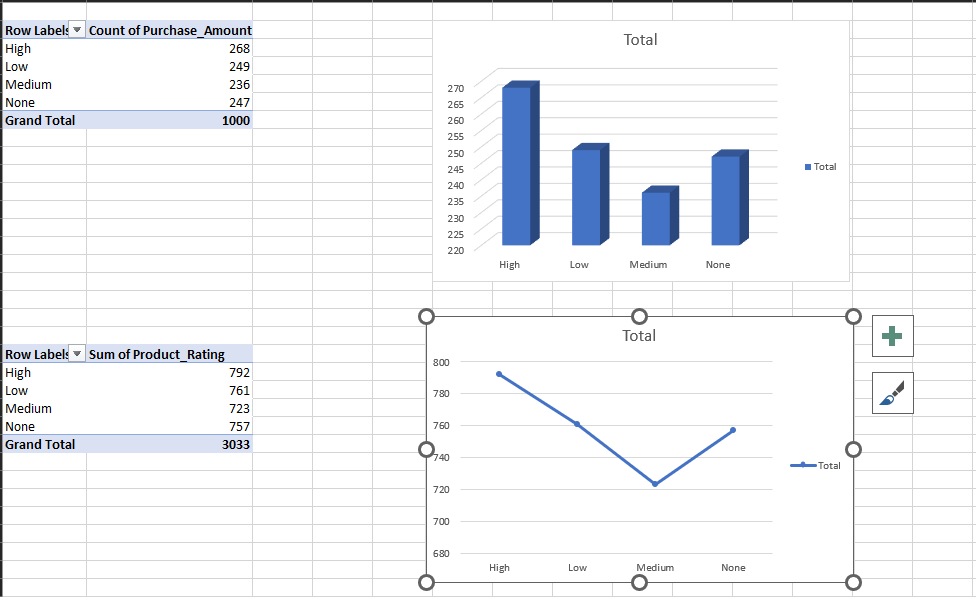 Row Labels Count of Purchase_Amount
High 268
Low 249
Medium 236
None 247
Grand Total 1000
Total
270
265
260
255
250
245
240
235
230
225
220
High Low Medium None
Total
Row Labels Sum of Product_Rating
High 792
Low 761
Medium 723
None 757
Grand Total 3033
Total
800
780
760
740
720
700
680
High Low Medium None
Total